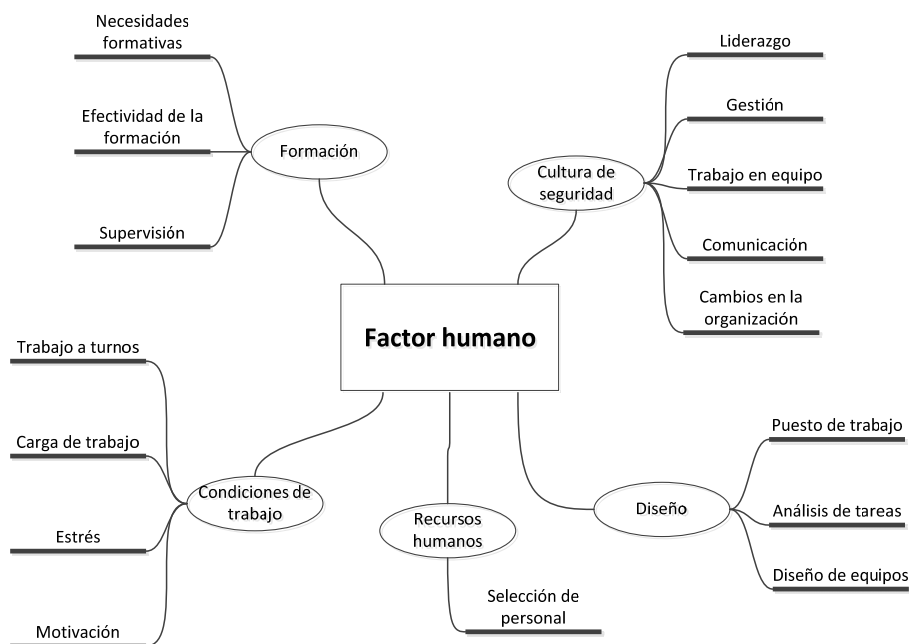 Necesidades
formativas
Efectividad de la
formación
Supervisión
Formación
Liderazgo
Gestión
Cultura de
seguridad
Trabajo en equipo
Comunicación
Cambios en la
organización
Factor humano
Trabajo a turnos
Carga de trabajo
Condiciones de
trabajo
Estrés
Motivación
Recursos
humanos
Selección de
personal
Diseño
Puesto de trabajo
Análisis de tareas
Diseño de equipos